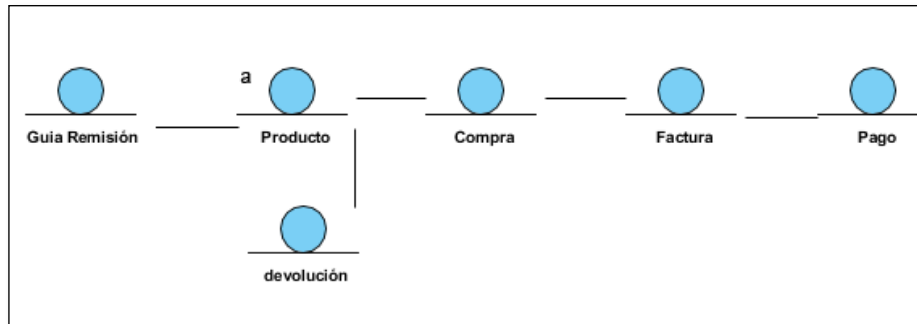 a
Guia Remisión
Producto
Compra
Factura
Pago
devolución